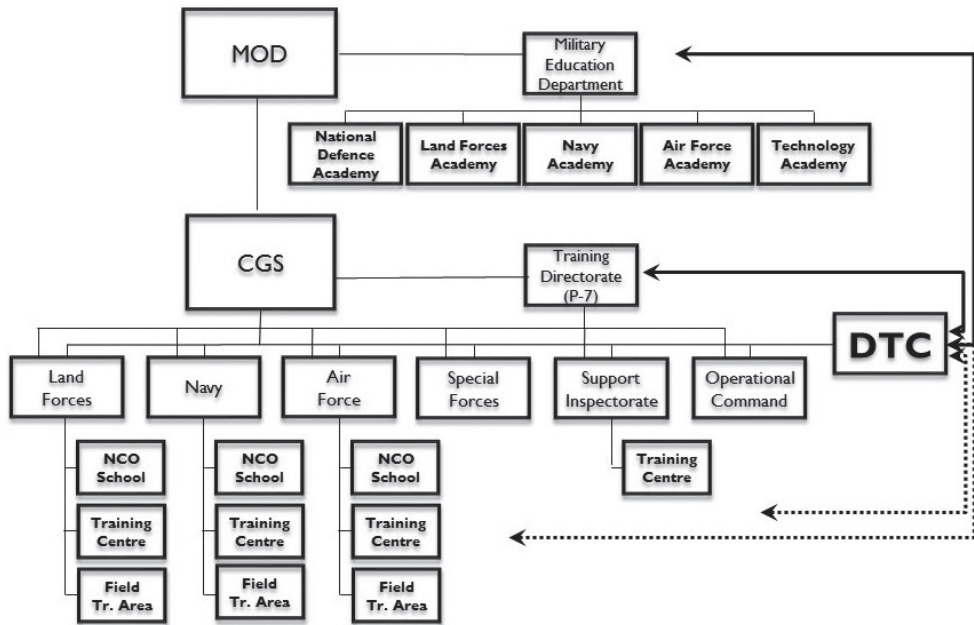 MOD
Military
Education
Department
National
Defence
Academy
Land Forces
Academy
Navy
Academy
Air Force
Academy
Technology
Academy
CGS
Training
Directorate
(P-7)
DTC
Land
Forces
Navy
Air
Force
Special
Forces
Support
Inspectorate
Operational
Command
NCO
School
NCO
School
NCO
School
Training
Centre
Training
Centre
Training
Centre
Training
Centre
Field
Tr. Area
Field
Tr. Area
Field
Tr. Area